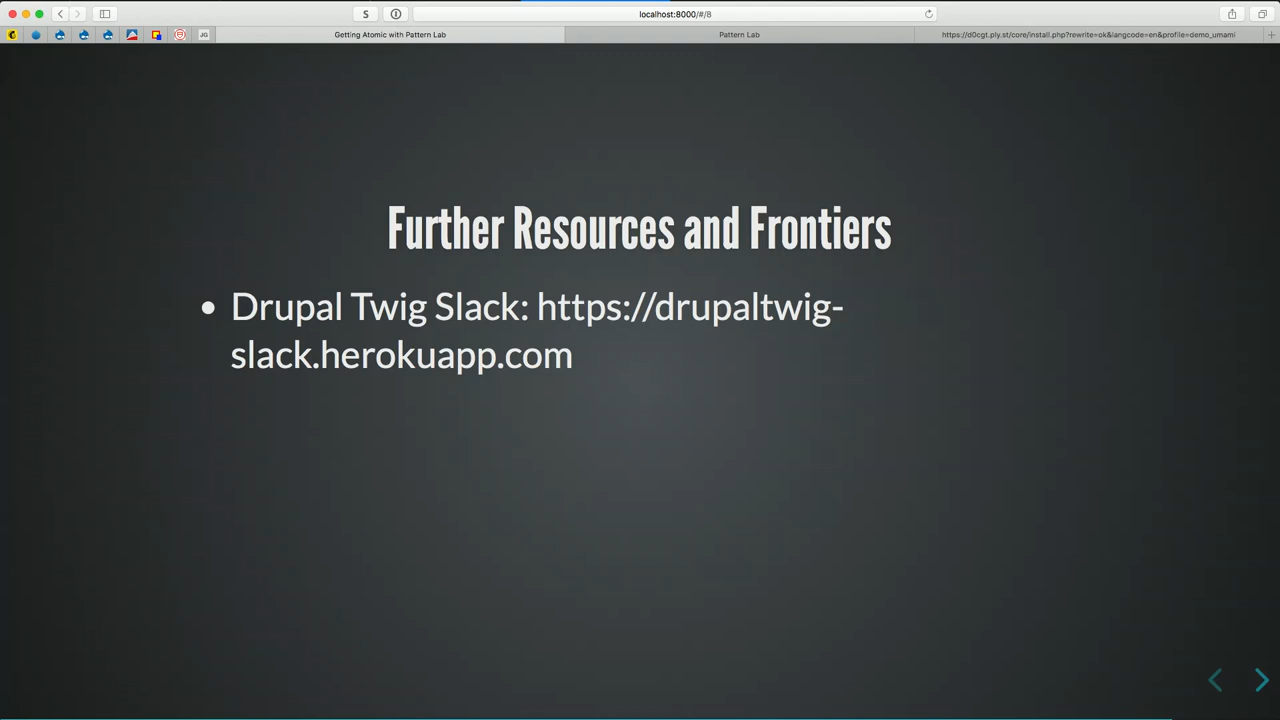 S
localhost:8000/#/8
JG
Getting Atomic with Pattern Lab
Pattern Lab
https://d0cgt.ply.st/core/install.php?rewrite=ok&langcode=en&profile=demo_umami
Further Resources and Frontiers
• Drupal Twig Slack: https://drupaltwig-
slack.herokuapp.com